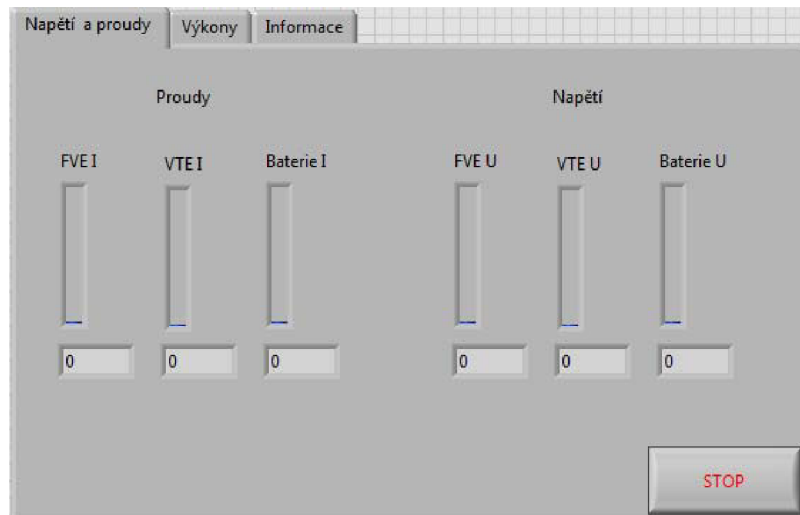 Napětí a proudy Výkony Informace
Proudy Napětí
FVE I VTE I Baterie I FVE U VTE U Baterie U
0 0 0 0 0 0
STOP